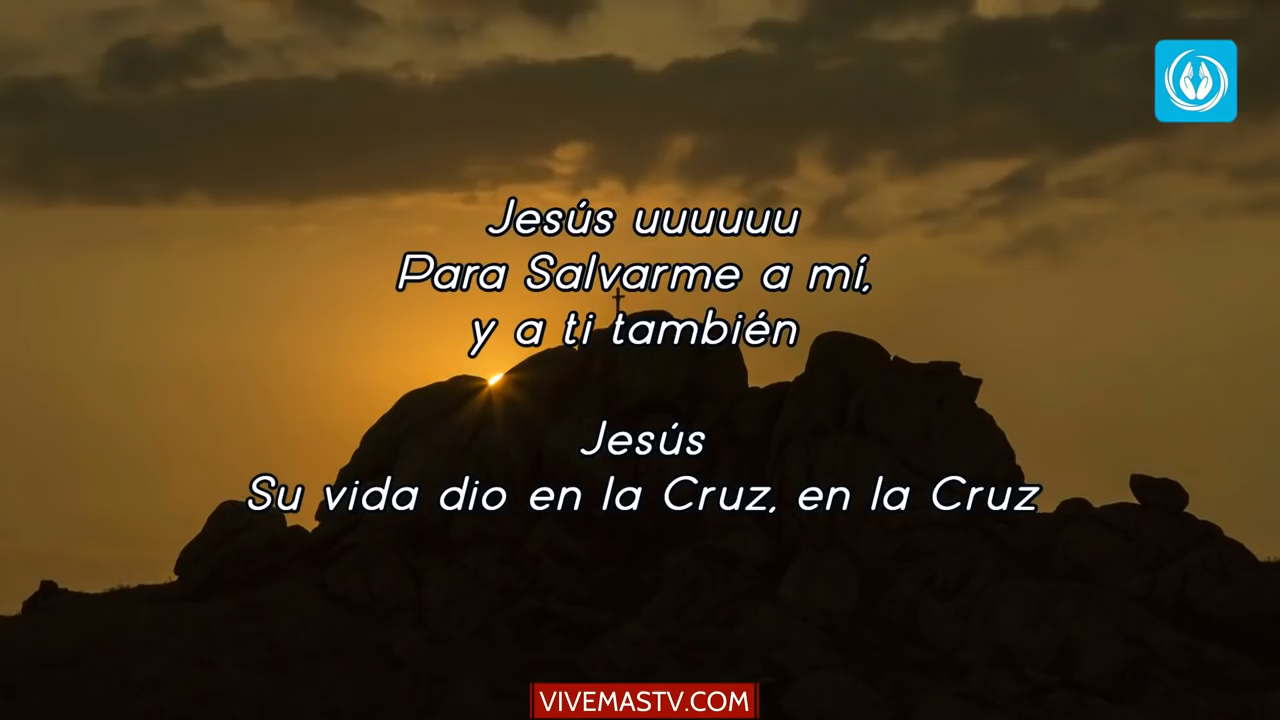 Jesús uuuuuu
Para Salvarme a mí,
y a ti también
Jesús
Su vida dio en la Cruz, en la Cruz
VIVEMASTV.COM